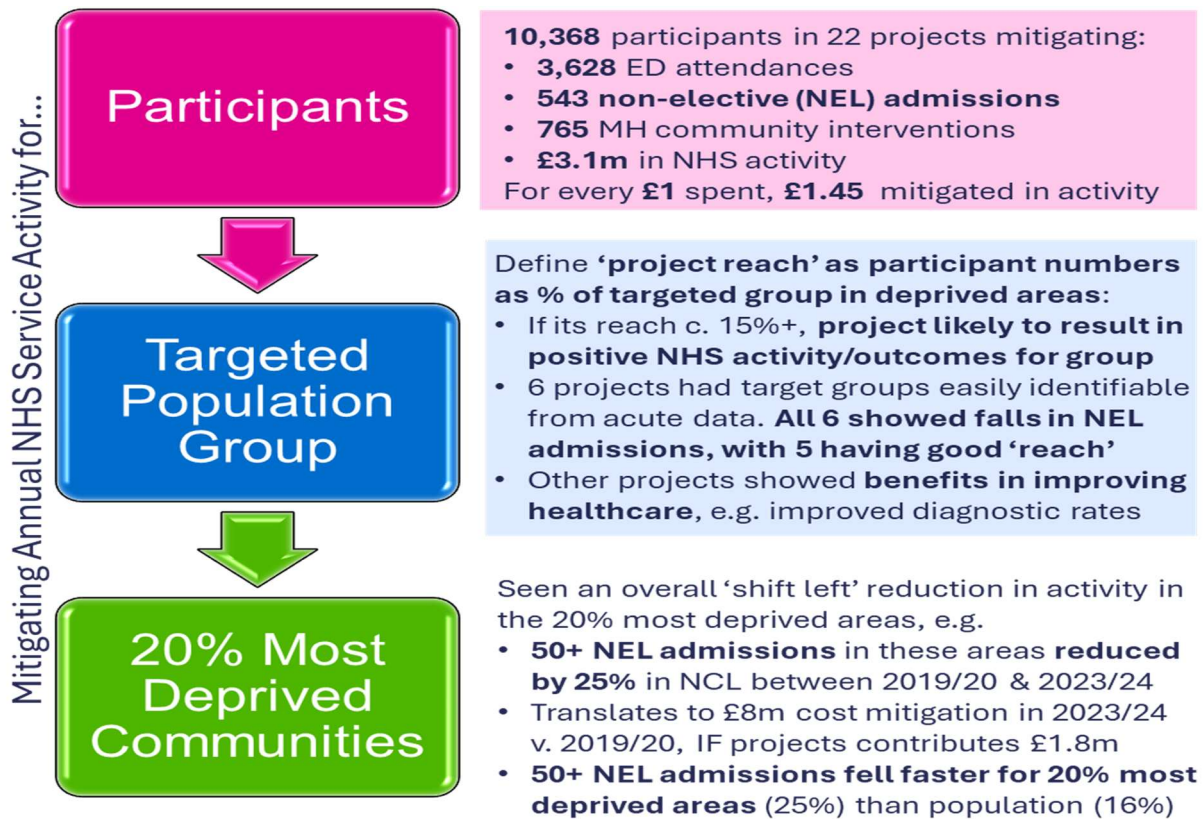 Mitigating Annual NHS Service Activity for...
Participants
10,368 participants in 22 projects mitigating:
• 3,628 ED attendances
• 543 non-elective (NEL) admissions
• 765 MH community interventions
• £3.1m in NHS activity
For every £1 spent, £1.45 mitigated in activity
Targeted
Population
Group
Define ‘project reach’ as participant numbers
as % of targeted group in deprived areas:
• If its reach c. 15%+, project likely to result in
positive NHS activity/outcomes for group
• 6 projects had target groups easily identifiable
from acute data. All 6 showed falls in NEL
admissions, with 5 having good ‘reach’
• Other projects showed benefits in improving
healthcare, e.g. improved diagnostic rates
20% Most
Deprived
Communities
Seen an overall ‘shift left’ reduction in activity in
the 20% most deprived areas, e.g.
• 50+ NEL admissions in these areas reduced
by 25% in NCL between 2019/20 & 2023/24
• Translates to £8m cost mitigation in 2023/24
v. 2019/20, IF projects contributes £1.8m
• 50+ NEL admissions fell faster for 20% most
deprived areas (25%) than population (16%)